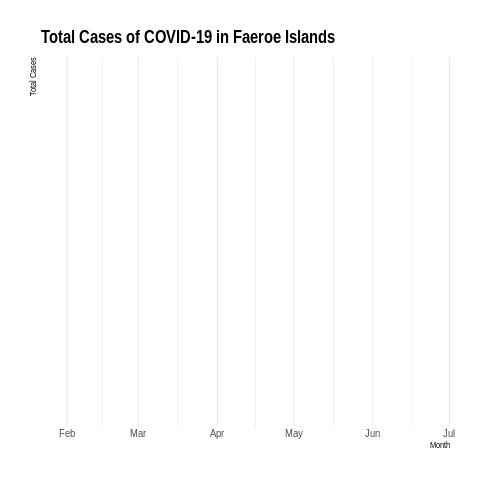 Total Cases of COVID-19 in Faeroe Islands
Total Cases
Feb Mar Apr May Jun Jul
Month